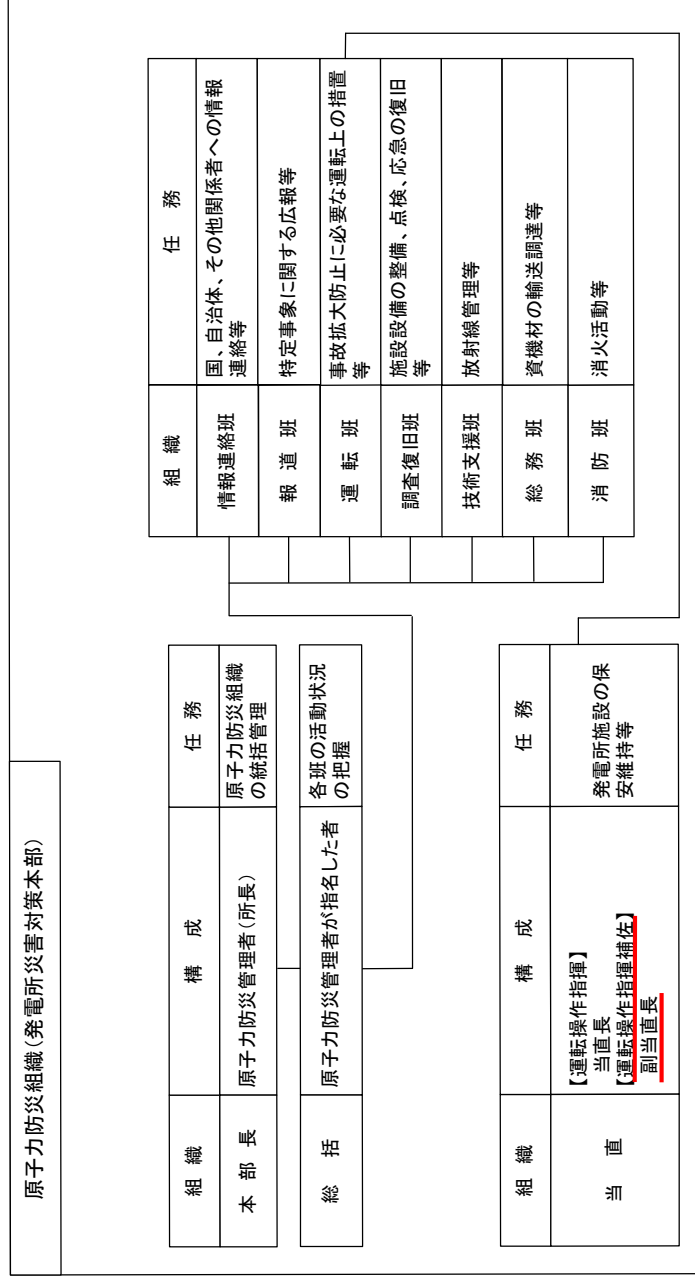 原子力防災組織(発電所災害対策本部)
組 織 構 成 任 務
本 部 長 原子力防災管理者(所長) 原子力防災組織
の統括管理
総 括 原子力防災管理者が指名した者 各班の活動状況
の把握
組 織 構 成 任 務
当 直 【運転操作指揮】
当直長
【運転操作指揮補佐】
副当直長
発電所施設の保
安維持等
組 織 任 務
情報連絡班 国、自治体、その他関係者への情報
連絡等
報 道 班 特定事象に関する広報等
運 転 班 事故拡大防止に必要な運転上の措置
等
調査復旧班 施設設備の整備、点検、応急の復旧
等
技術支援班 放射線管理等
総 務 班 資機材の輸送調達等
消 防 班 消火活動等